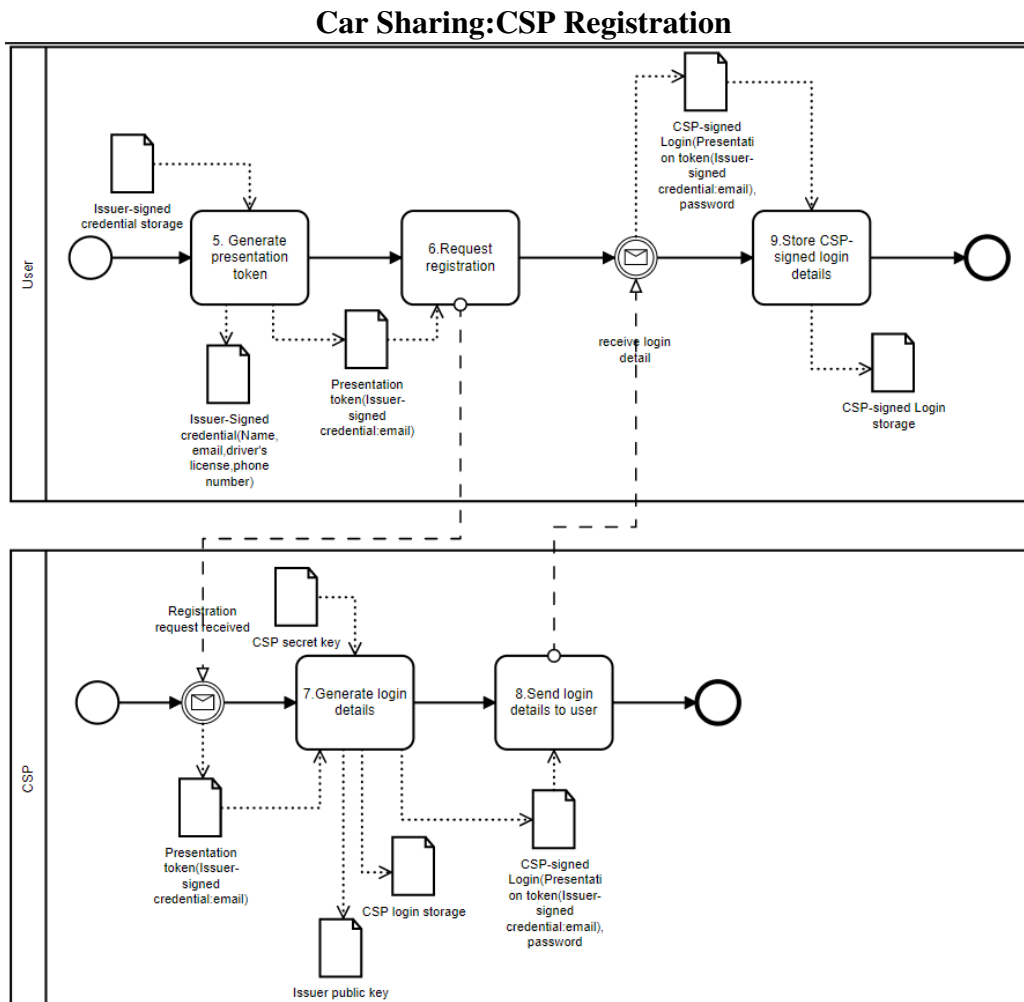 Car Sharing:CSP Registration
User
Issuer-signed
credential storage
5. Generate
presentation
token
6.Request
registration
Issuer-Signed
credential(Name,
email,driver's
license,phone
number)
Presentation
token(Issuer-
signed
credential:email)
receive login
detail
CSP-signed
Login(Presentati
on token(Issuer-
signed
credential:email),
password
9.Store CSP-
signed login
details
CSP-signed Login
storage
CSP
Registration
request received
CSP secret key
7.Generate login
details
8.Send login
details to user
Presentation
token(Issuer-
signed
credential:email)
CSP login storage
Issuer public key
CSP-signed
Login(Presentati
on token(Issuer-
signed
credential:email),
password